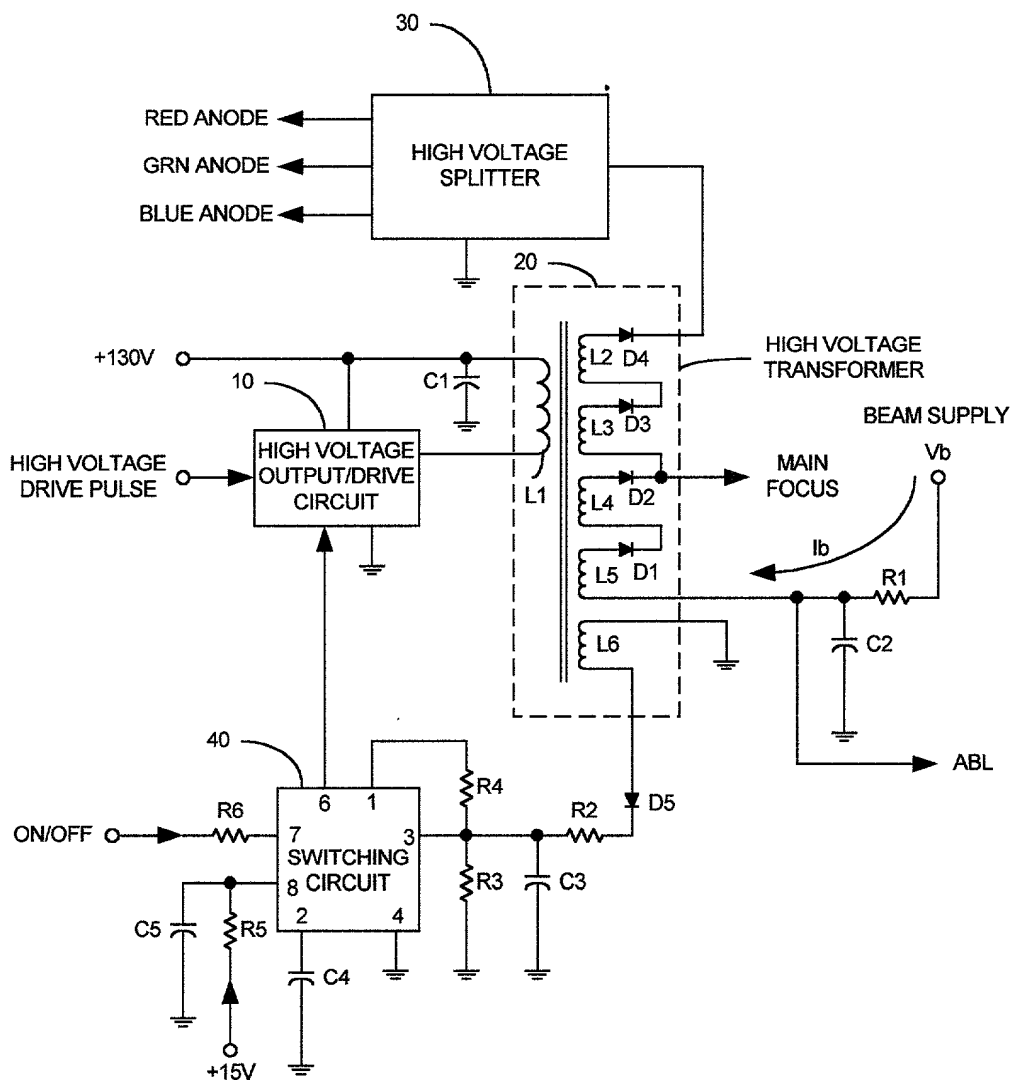 30
RED ANODE
GRN ANODE
BLUE ANODE
HIGH VOLTAGE
SPLITTER
20
+130V
C1
10
HIGH VOLTAGE
DRIVE PULSE
HIGH VOLTAGE
OUTPUT/DRIVE
CIRCUIT
L1
L2
D4
L3
D3
L4
D2
L5
D1
L6
HIGH VOLTAGE
TRANSFORMER
MAIN
FOCUS
BEAM SUPPLY
Vb
Ib
R1
C2
ABL
40
ON/OFF
R6
6
1
7
3
SWITCHING
CIRCUIT
8
2
4
R4
R2
D5
R3
C3
C5
R5
C4
+15V